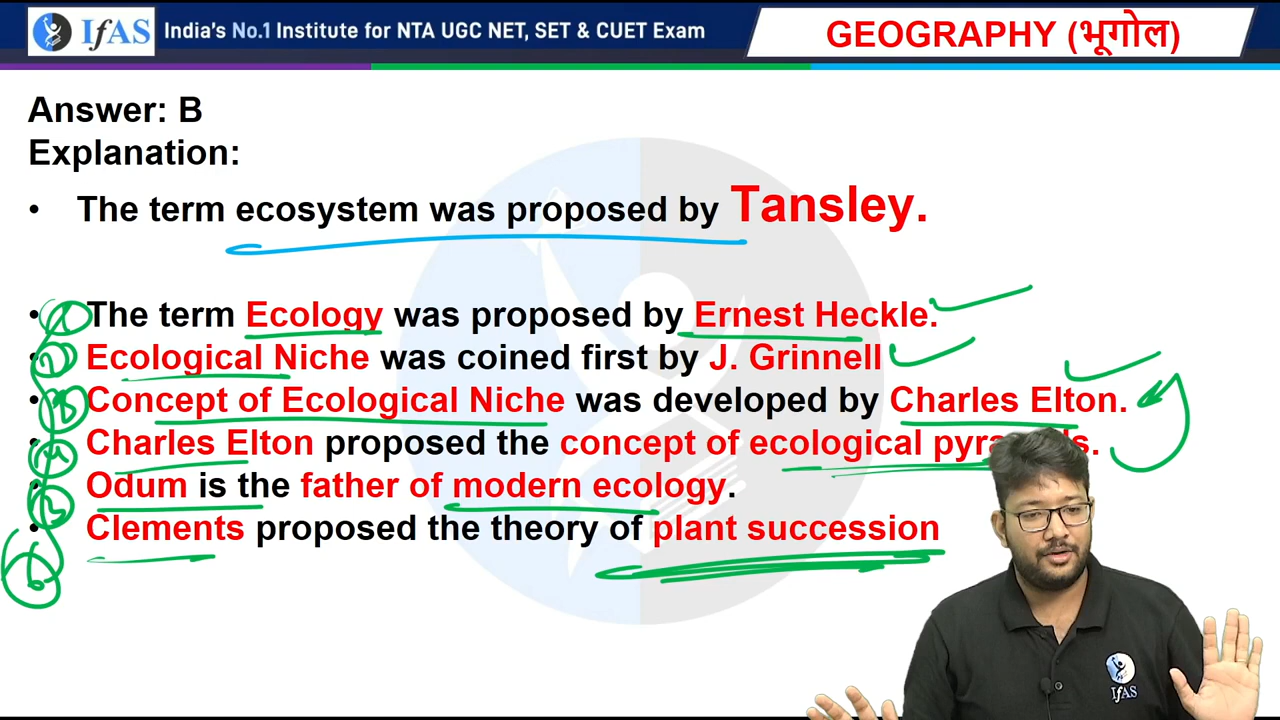 IfAS
India's No.1 Institute for NTA UGC NET, SET & CUET Exam
GEOGRAPHY (भूगोल)
Answer: B
Explanation:
• The term ecosystem was proposed by Tansley.
• The term Ecology was proposed by Ernest Heckle.
Ecological Niche was coined first by J. Grinnell
Concept of Ecological Niche was developed by Charles Elton.
Charles Elton proposed the concept of ecological
Odum is the father of modern ecology.
Clements proposed the theory of plant succession
IfAS